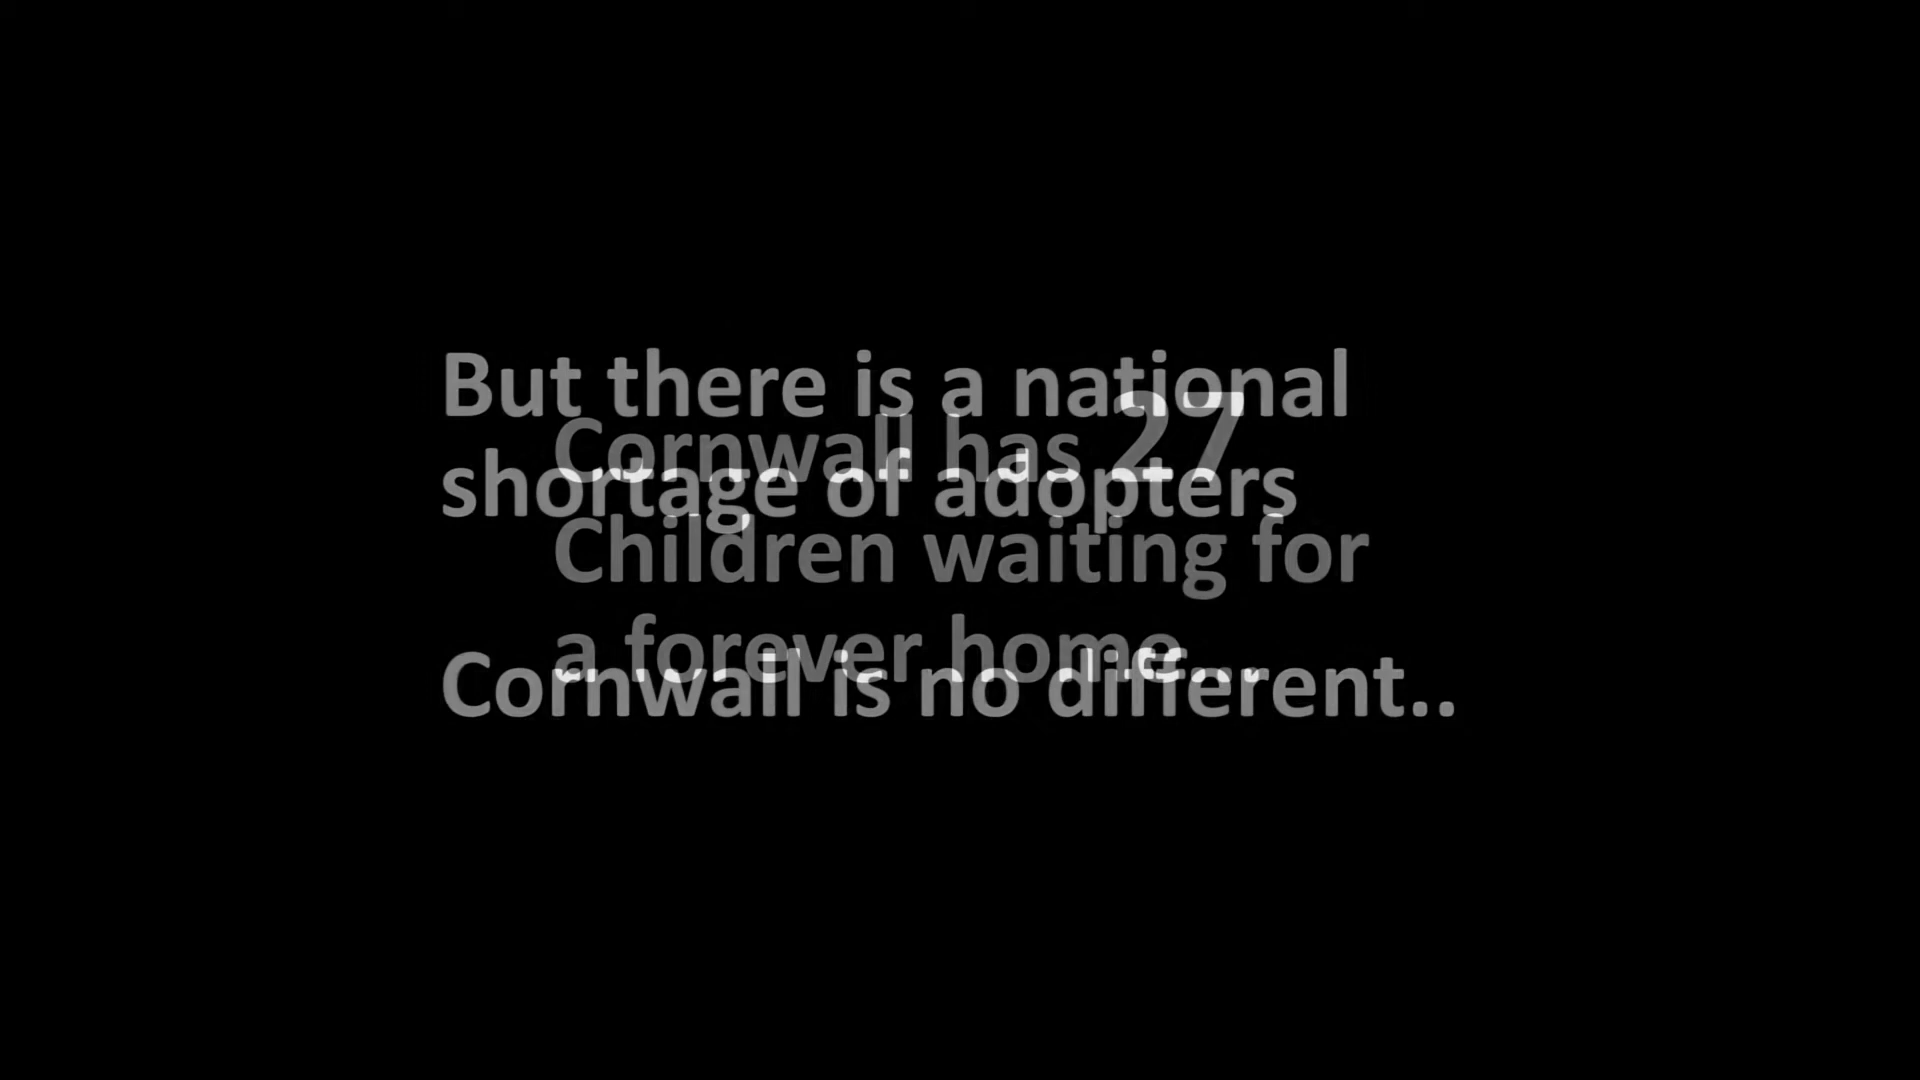 But there is a national
shortage of adopters
Cornwall is no different..
Cornwall has 27
Children waiting for
a forever home...